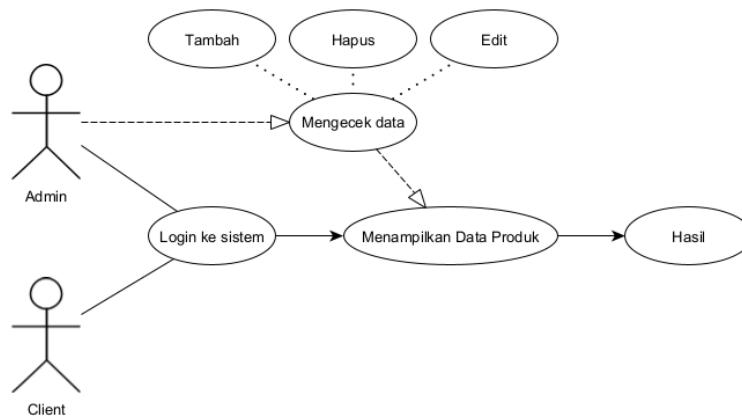 Tambah
Hapus
Edit
Mengecek data
Admin
Login ke sistem
Menampilkan Data Produk
Hasil
Client